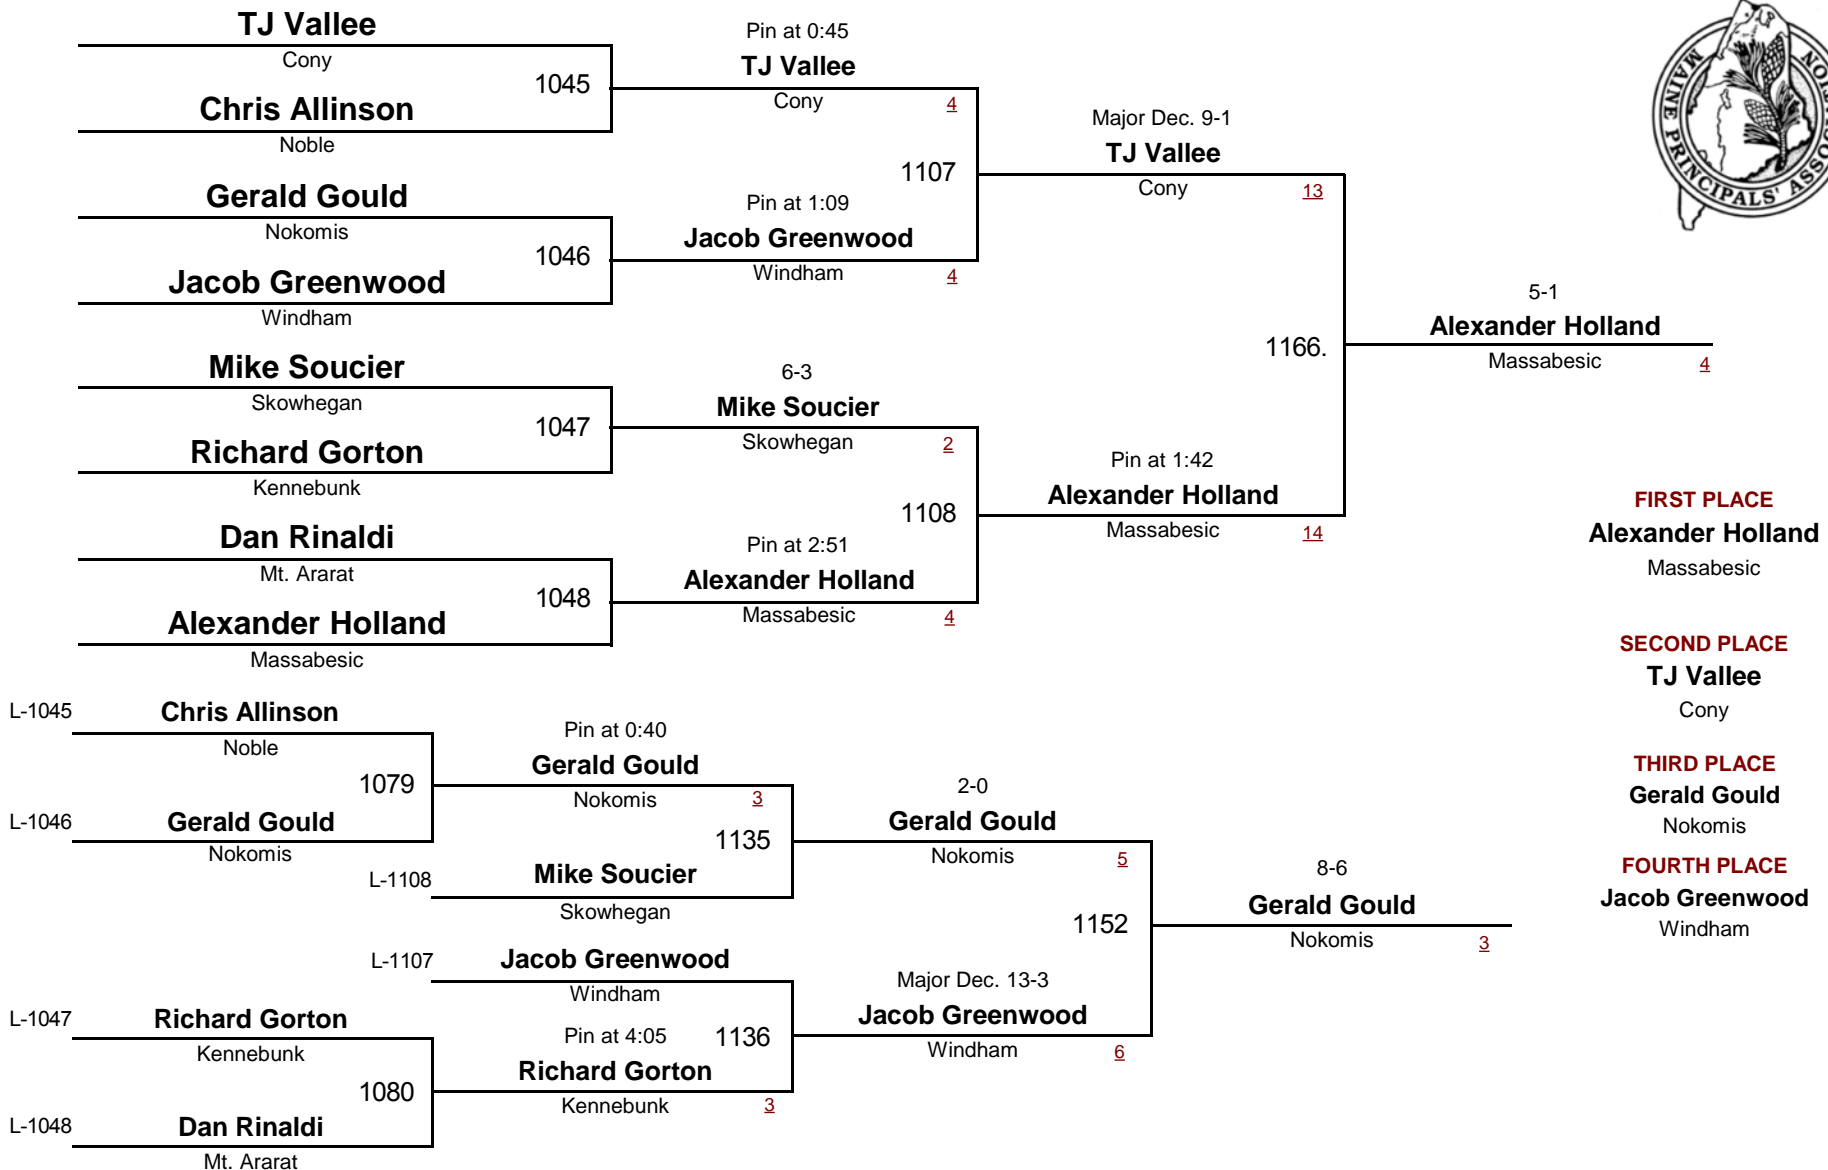 TJ Vallee
Cony
1045
Chris Allinson
Noble
Gerald Gould
Nokomis
1046
Jacob Greenwood
Windham
Mike Soucier
Skowhegan
1047
Richard Gorton
Kennebunk
Dan Rinaldi
Mt. Ararat
1048
Alexander Holland
Massabesic
Pin at 0:45
TJ Vallee
Cony
4
1107
Pin at 1:09
Jacob Greenwood
Windham
4
6-3
Mike Soucier
Skowhegan
2
1108
Pin at 2:51
Alexander Holland
Massabesic
4
Major Dec. 9-1
TJ Vallee
Cony
13
1166.
Pin at 1:42
Alexander Holland
Massabesic
14
5-1
Alexander Holland
Massabesic
4
MAINE PRINCIPALS' ASSOC
TION
FIRST PLACE
Alexander Holland
Massabesic
SECOND PLACE
TJ Vallee
Cony
THIRD PLACE
Gerald Gould
Nokomis
FOURTH PLACE
Jacob Greenwood
Windham
L-1045
Chris Allinson
Noble
1079
L-1046
Gerald Gould
Nokomis
Pin at 0:40
Gerald Gould
Nokomis
3
1135
L-1108
Mike Soucier
Skowhegan
L-1107
Jacob Greenwood
Windham
1136
L-1047
Richard Gorton
Kennebunk
1080
L-1048
Dan Rinaldi
Mt. Ararat
Pin at 4:05
Richard Gorton
Kennebunk
3
2-0
Gerald Gould
Nokomis
5
1152
Major Dec. 13-3
Jacob Greenwood
Windham
6
8-6
Gerald Gould
Nokomis
3